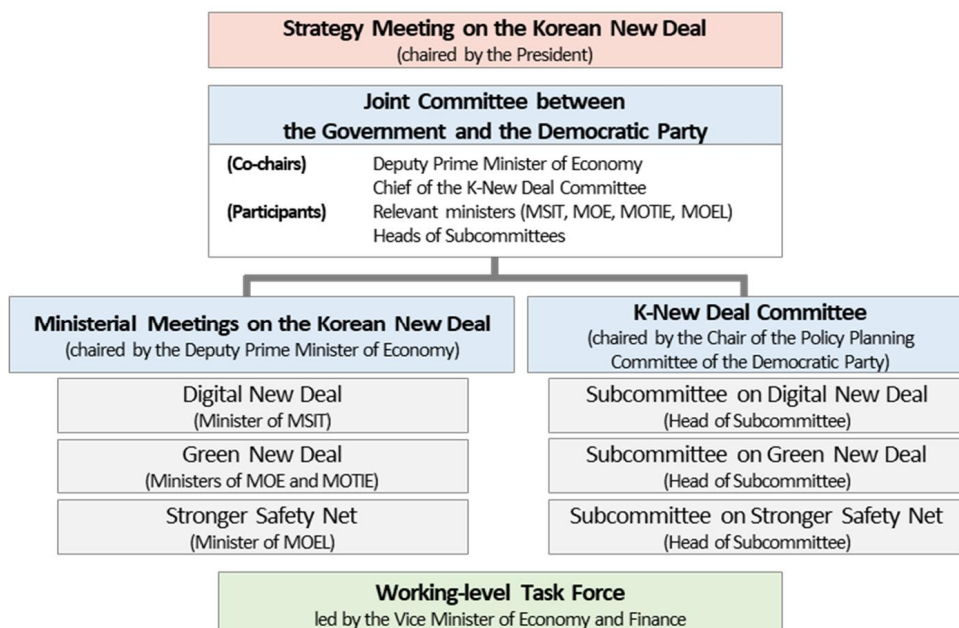 Strategy Meeting on the Korean New Deal
(chaired by the President)
Joint Committee between
the Government and the Democratic Party
(Co-chairs) Deputy Prime Minister of Economy
Chief of the K-New Deal Committee
(Participants) Relevant ministers (MSIT, MOE, MOTIE, MOEL)
Heads of Subcommittees
Ministerial Meetings on the Korean New Deal
(chaired by the Deputy Prime Minister of Economy)
Digital New Deal
(Minister of MSIT)
Green New Deal
(Ministers of MOE and MOTIE)
Stronger Safety Net
(Minister of MOEL)
K-New Deal Committee
(chaired by the Chair of the Policy Planning
Committee of the Democratic Party)
Subcommittee on Digital New Deal
(Head of Subcommittee)
Subcommittee on Green New Deal
(Head of Subcommittee)
Subcommittee on Stronger Safety Net
(Head of Subcommittee)
Working-level Task Force
led by the Vice Minister of Economy and Finance